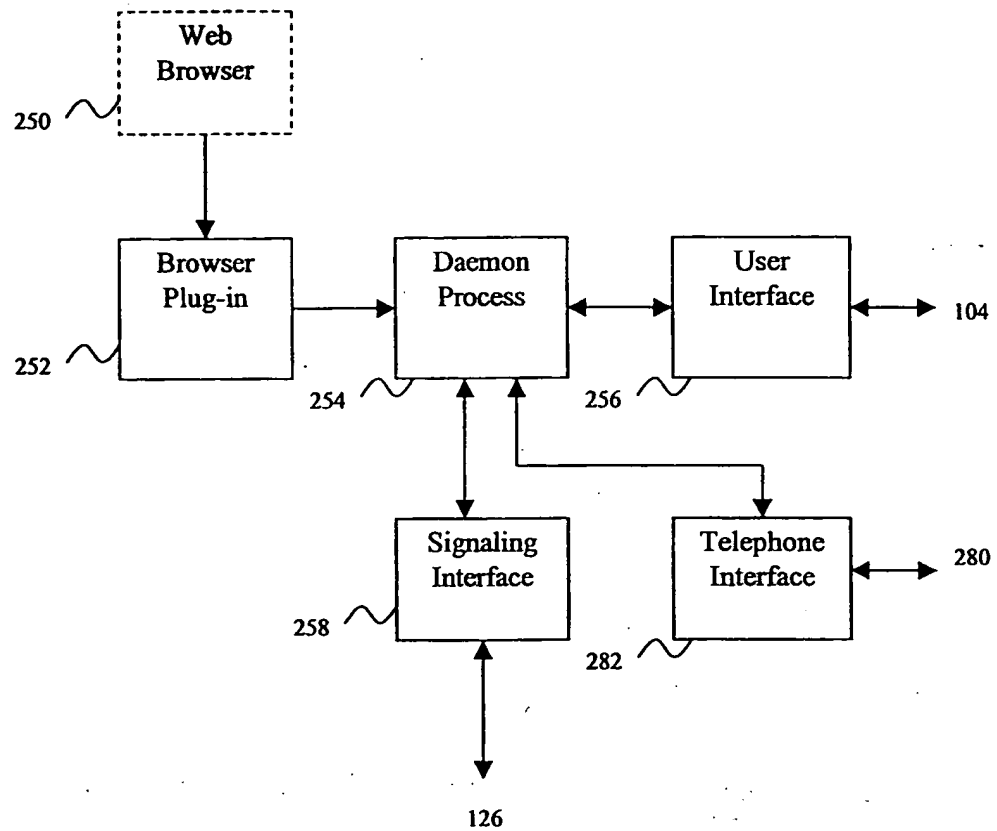 Web
Browser
250
Browser
Plug-in
Daemon
Process
User
Interface
104
252
254
256
Signaling
Interface
Telephone
Interface
280
258
282
126